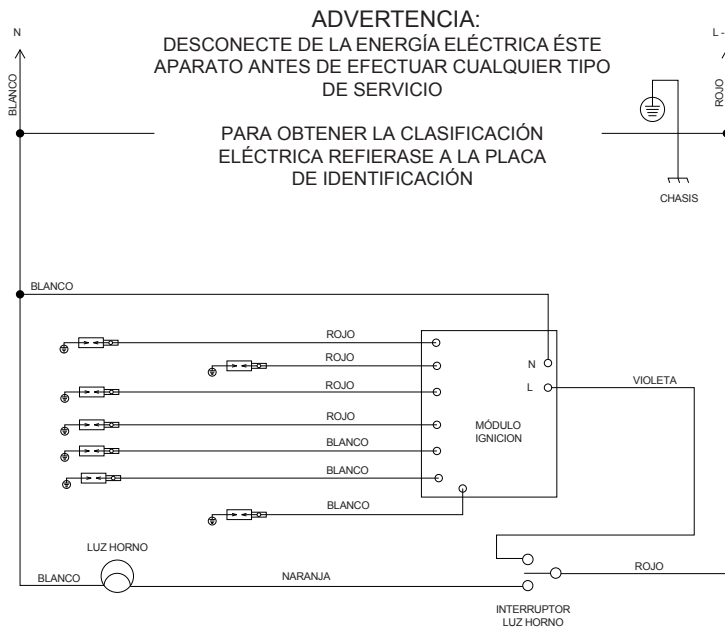 ADVERTENCIA:
DESCONECTE DE LA ENERGÍA ELÉCTRICA ÉSTE
APARATO ANTES DE EFECTUAR CUALQUIER TIPO
DE SERVICIO
N
BLANCO
L -
ROJO
PARA OBTENER LA CLASIFICACIÓN
ELÉCTRICA REFIERASE A LA PLACA
DE IDENTIFICACIÓN
CHASIS
BLANCO
ROJO
ROJO
ROJO
ROJO
BLANCO
BLANCO
BLANCO
N
L
MÓDULO
IGNICION
VIOLETA
LUZ HORNO
BLANCO
NARANJA
ROJO
INTERRUPTOR
LUZ HORNO